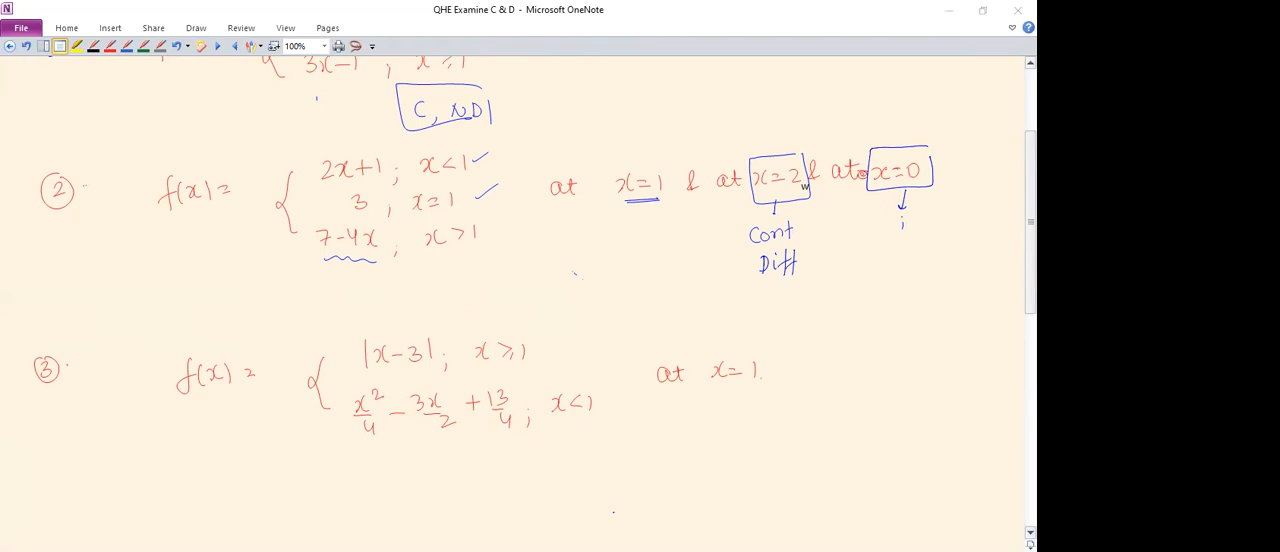 QHE Examine C & D - Microsoft OneNote
File Home Insert Share Draw Review View Pages
100%
3x-1 ; x ≥ 1
C, ND
② f(x) = { 2x+1 ; x < 1 ✓
3 , x = 1 ✓
7-4x ; x > 1
at x=1 & at x=2 & at x=0
Cont
Diff
;
③ f(x) = { |x-3| ; x ≥ 1
x²/4 - 3x/2 + 13/4 ; x < 1
at x = 1.